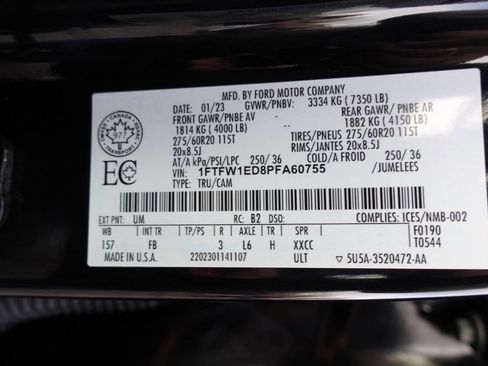 MFD. BY FORD MOTOR COMPANY
DATE: 01/23 GVWR/PNBV: 3334 KG ( 7350 LB)
FRONT GAWR/PNBE AV REAR GAWR/ PNBE AR
1814 KG ( 4000 LB) 1882 KG ( 4150 LB)
275/60R20 115T TIRES/PNEUS 275/60R20 115T
20x8.5J RIMS/JANTES 20x8.5J
AT/A kPa/PSI/LPC 250/ 36 COLD/A FROID 250/ 36
VIN: 1FTFW1ED8PFA60755 /JUMELEES
TYPE: TRU/CAM
CANADA
977
EC
EXT PNT: UM RC: B2 DSO: COMPLIES: ICES/NMB-002
WB INT TR TP/PS R AXLE TR SPR F0190
157 FB 3 L6 H XXCC T0544
MADE IN U.S.A. 2202301141107 ULT ▽ 5U5A-3520472-AA